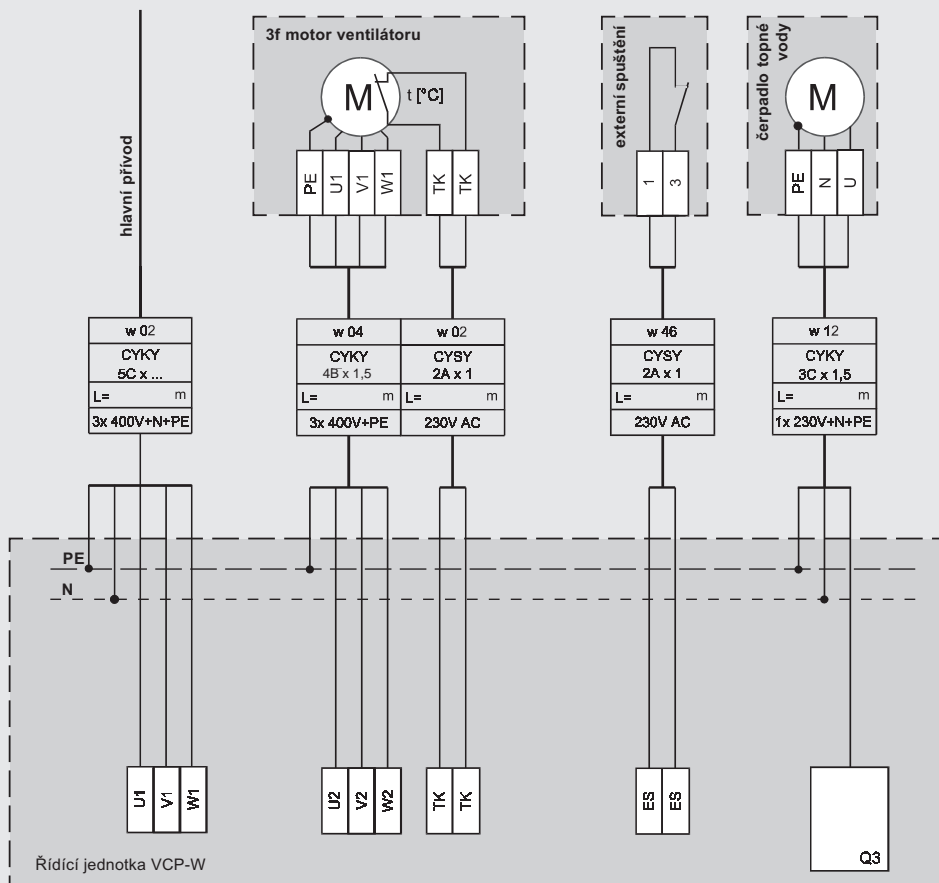 3f motor ventilátoru
M
t [°C]
PE
U1
V1
W1
TK
TK
externí spuštění
1
3
čerpadlo topné
vody
M
PE
N
U
hlavní přívod
w 02
CYKY
5C x ...
L= m
3x 400V+N+PE
w 04
CYKY
4B x 1,5
L= m
3x 400V+PE
w 02
CYSY
2A x 1
L= m
230V AC
w 46
CYSY
2A x 1
L= m
230V AC
w 12
CYKY
3C x 1,5
L= m
1x 230V+N+PE
PE
N
U1
V1
W1
U2
V2
W2
TK
TK
ES
ES
Q3
Řídící jednotka VCP-W